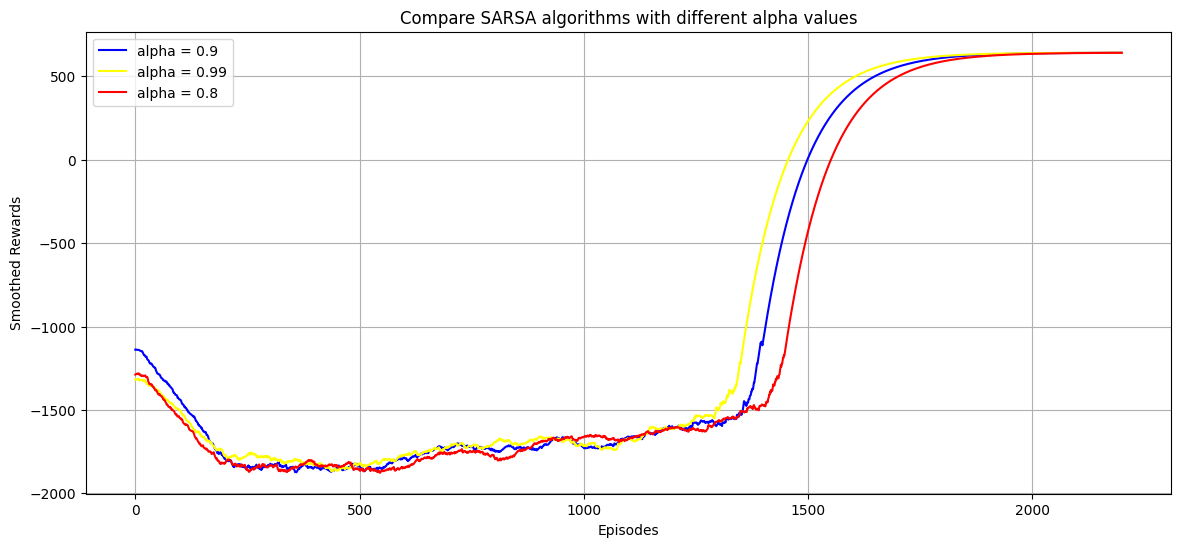 Compare SARSA algorithms with different alpha values
alpha = 0.9
alpha = 0.99
alpha = 0.8
500
0
−500
−1000
−1500
−2000
Smoothed Rewards
0
500
1000
1500
2000
Episodes